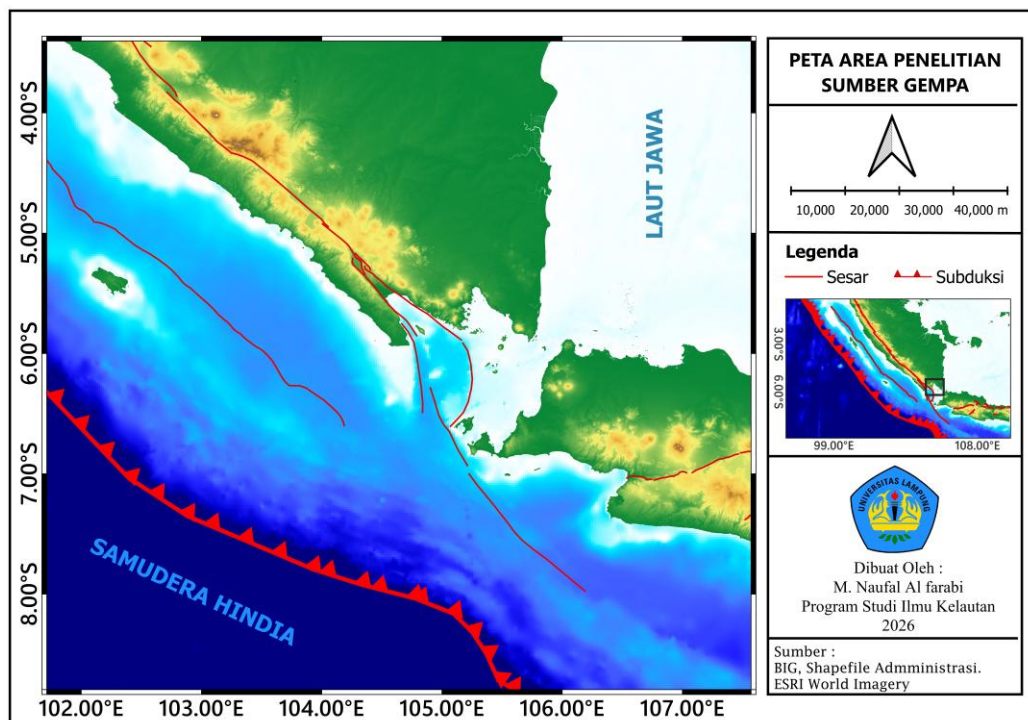 PETA AREA PENELITIAN
SUMBER GEMPA
10,000 20,000 30,000 40,000 m
Legenda
Sesar Subduksi
3.00°S
6.00°S
99.00°E 108.00°E
UNIVERSITAS LAMPUNG
Dibuat Oleh :
M. Naufal Al farabi
Program Studi Ilmu Kelautan
2026
Sumber :
BIG, Shapefile Admministrasi.
ESRI World Imagery
LAUT JAWA
SAMUDERA HINDIA
4.00°S
5.00°S
6.00°S
7.00°S
8.00°S
102.00°E 103.00°E 104.00°E 105.00°E 106.00°E 107.00°E